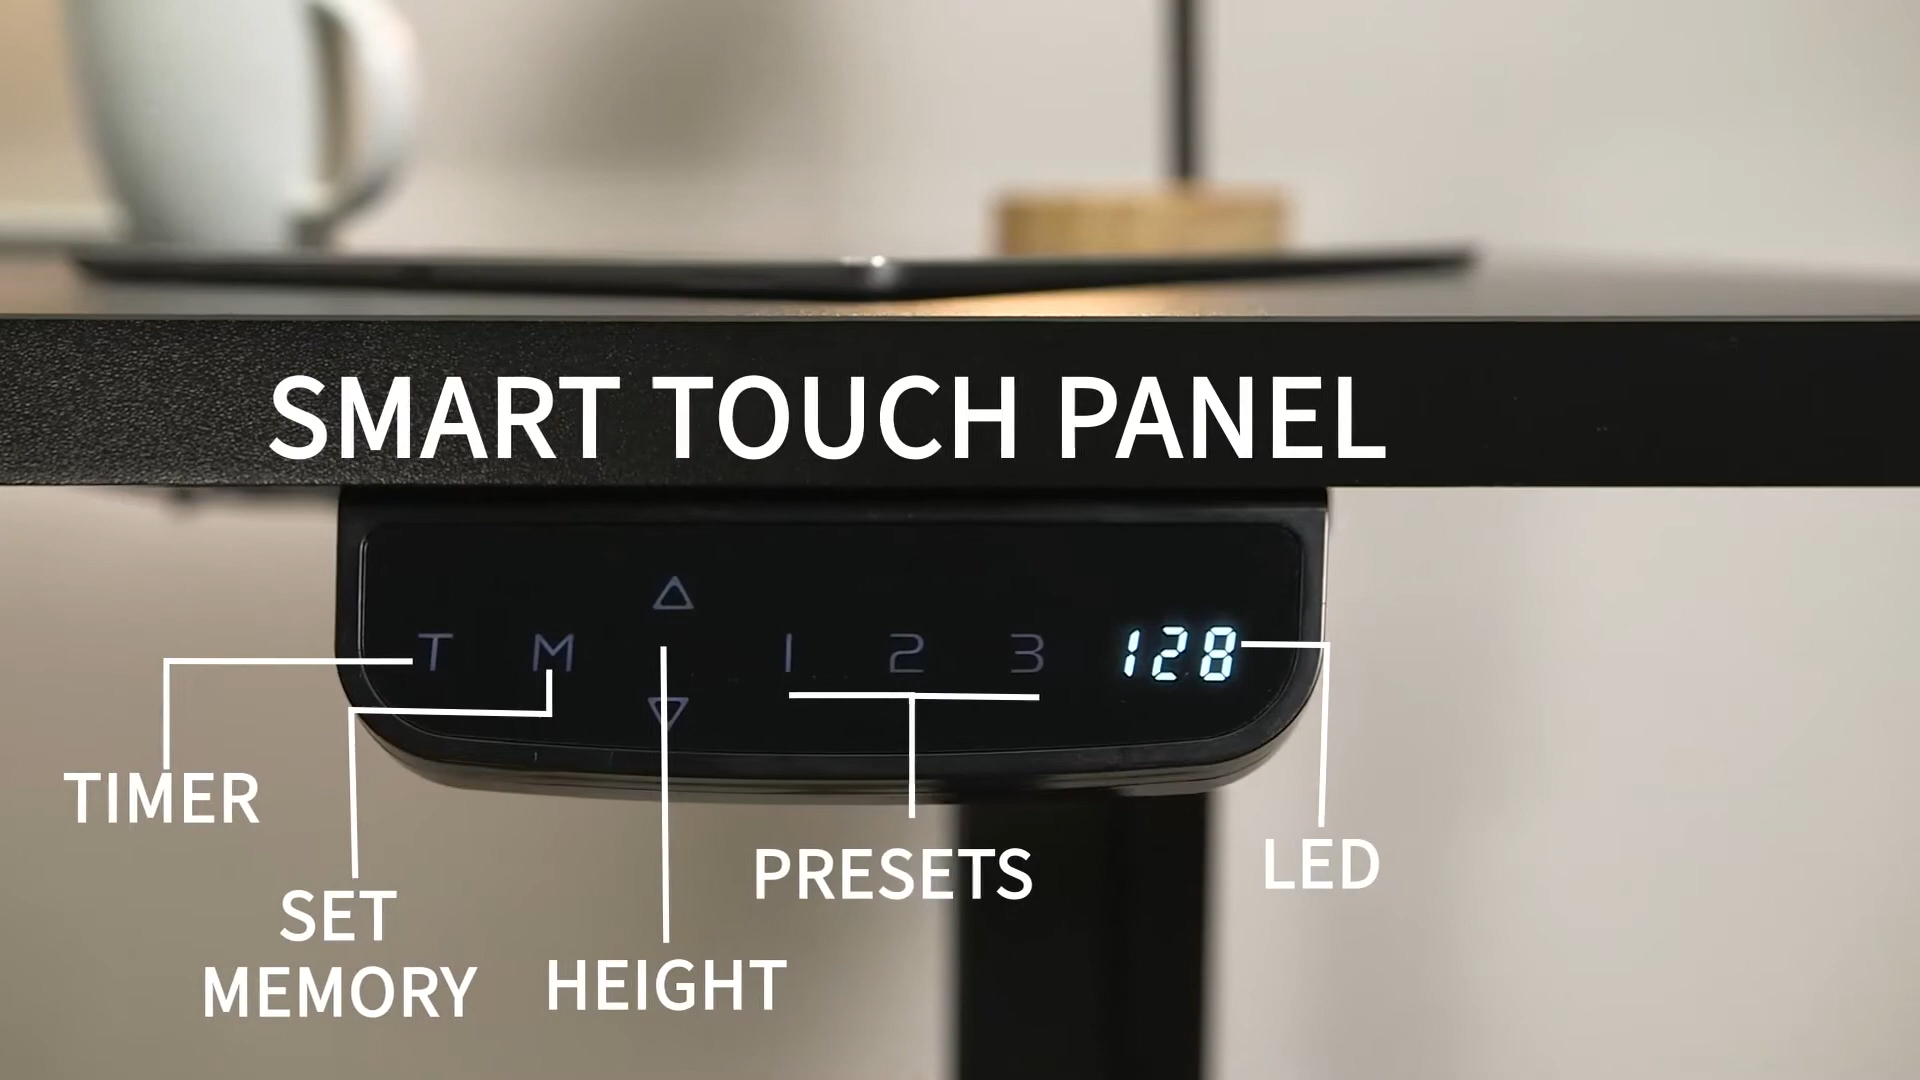 SMART TOUCH PANEL
T M 1 2 3 128
TIMER
SET
MEMORY
HEIGHT
PRESETS
LED